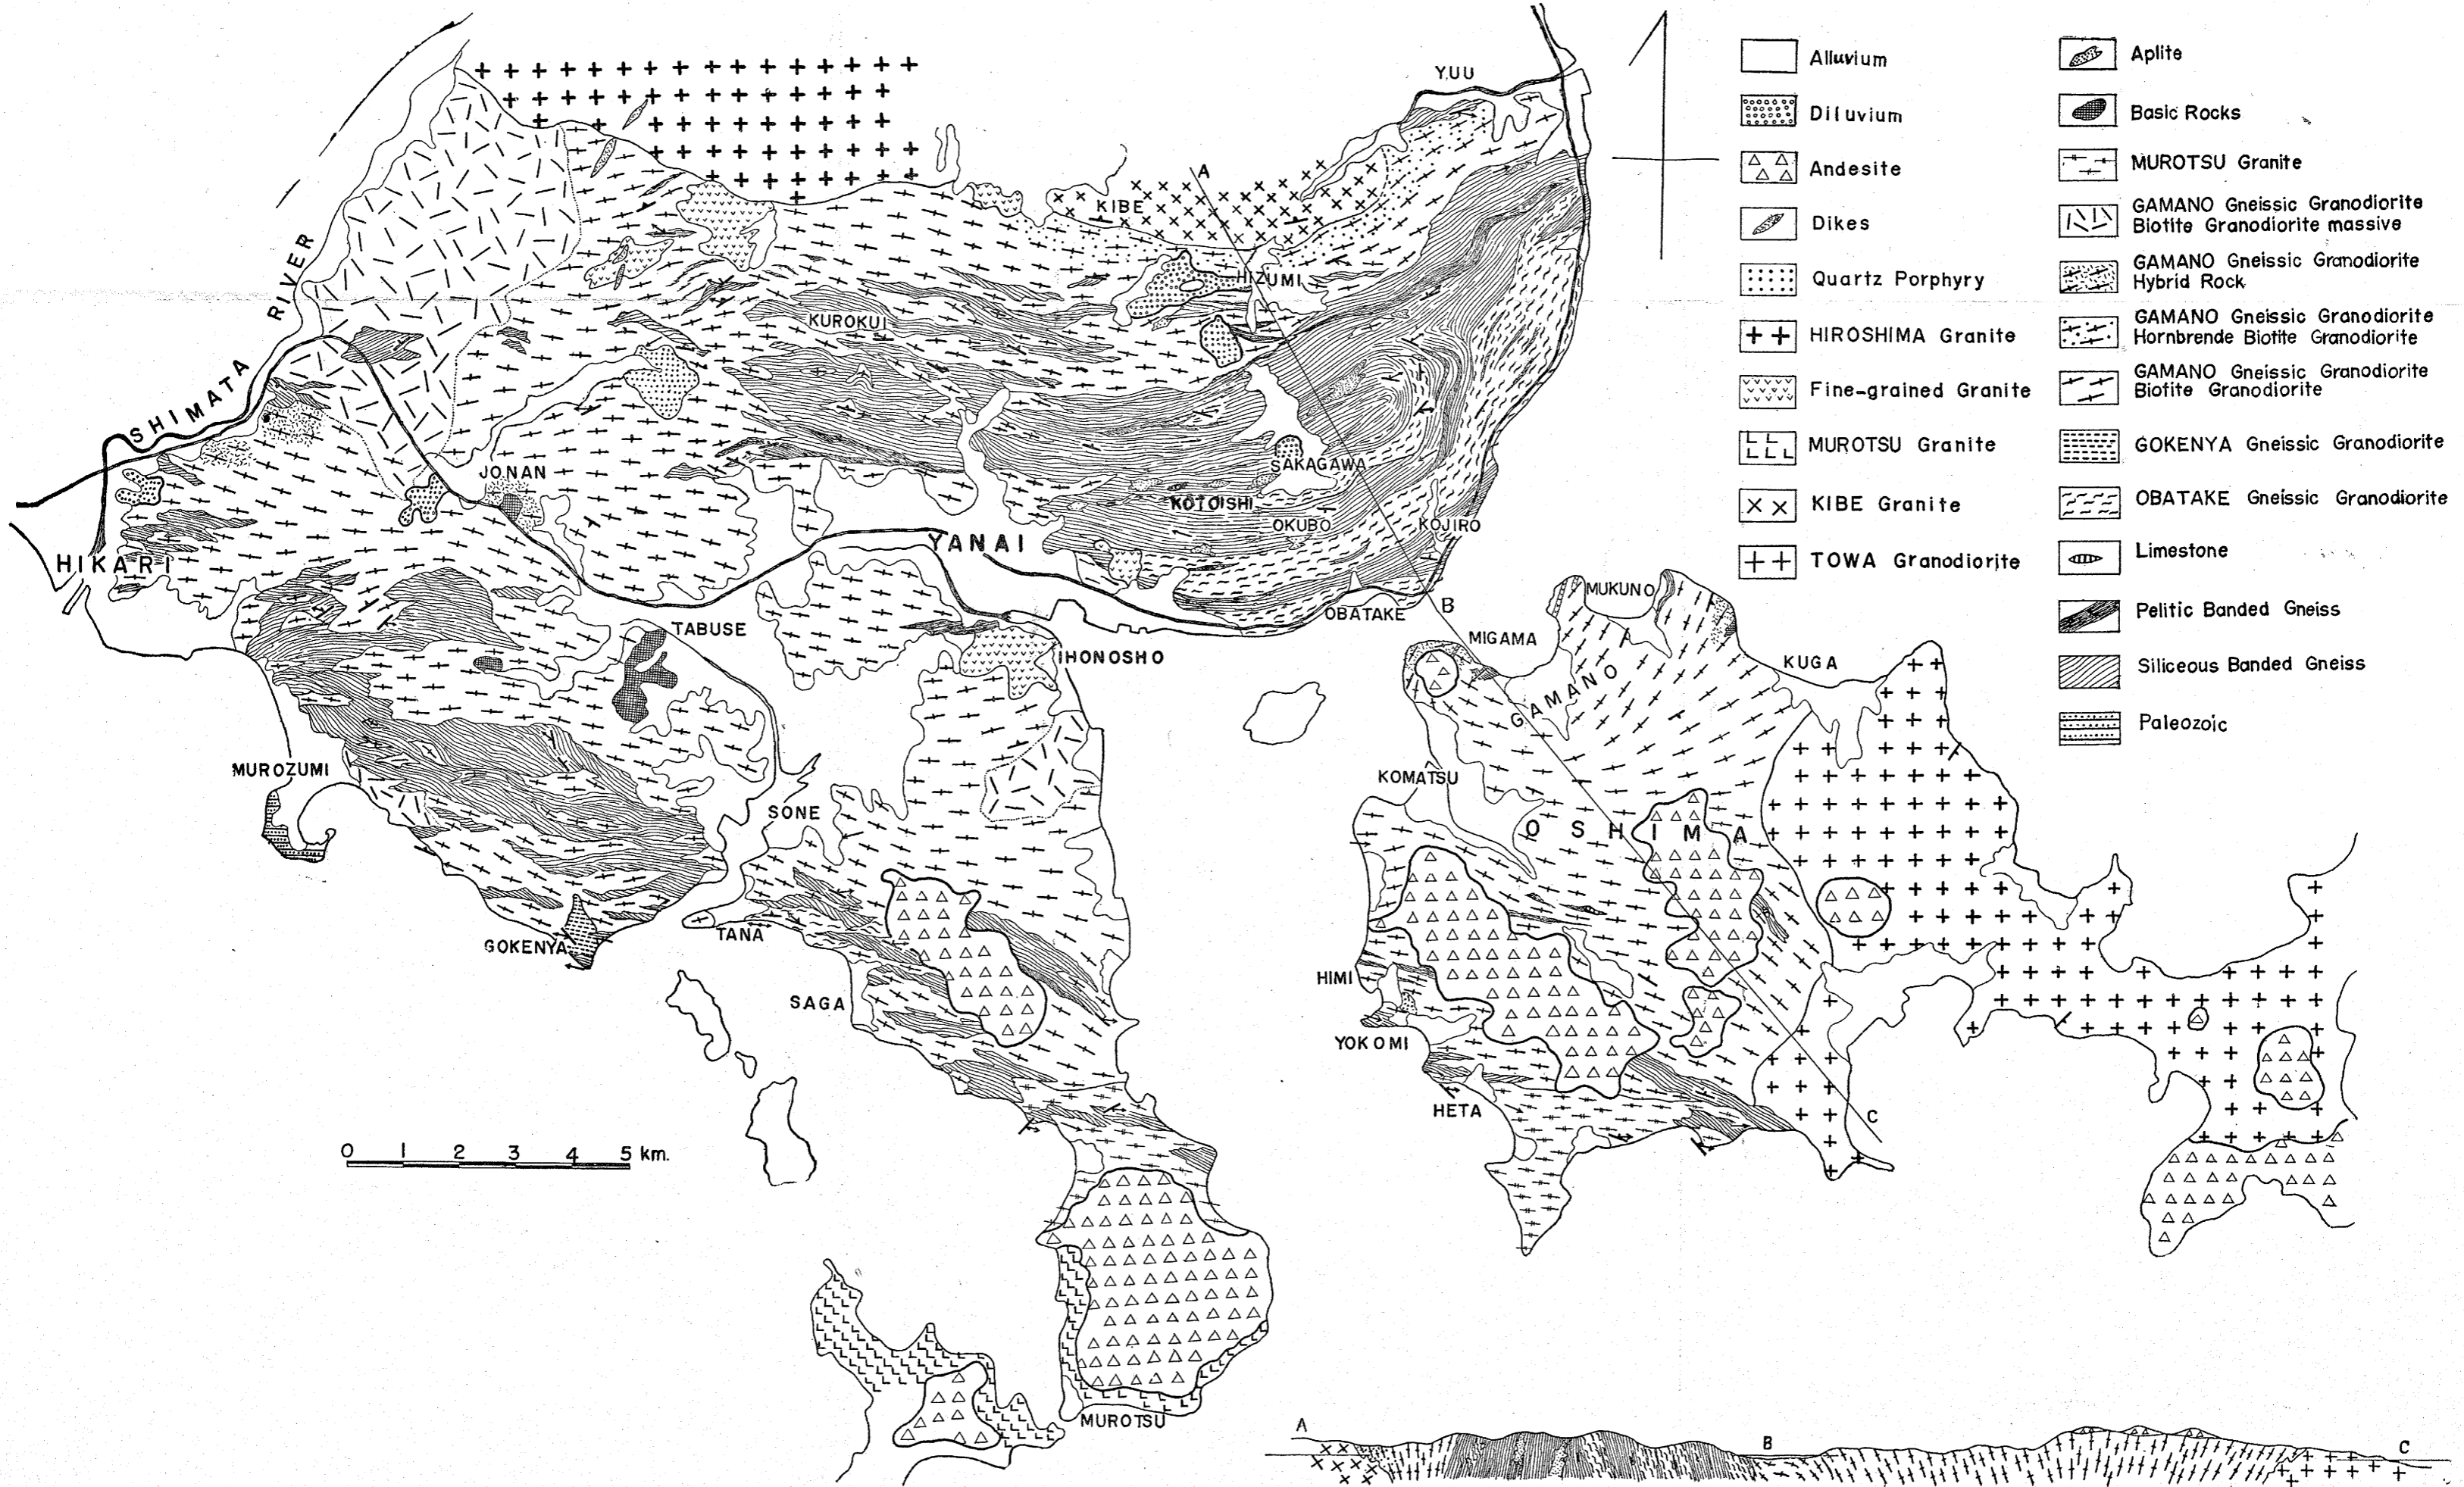 YUU
A
KIBE
HIZUMI
RIVER
KUROKUI
SHIMATA
JONAN
SAKAGAWA
KOTOISHI
OKUBO
KOJIRO
YANAI
HIKARI
B
OBATAKE
MUKUNO
TABUSE
MIGAMA
IHONOSHO
KUGA
GAMANO
MUROZUMI
KOMATSU
SONE
OSHIMA
TANA
GOKENYA
SAGA
HIMI
YOKOMI
HETA
C
0 1 2 3 4 5 km.
MUROTSU
A
B
C
Alluvium
Diluvium
Andesite
Dikes
Quartz Porphyry
HIROSHIMA Granite
Fine-grained Granite
MUROTSU Granite
KIBE Granite
TOWA Granodiorite
Aplite
Basic Rocks
MUROTSU Granite
GAMANO Gneissic Granodiorite
Biotite Granodiorite massive
GAMANO Gneissic Granodiorite
Hybrid Rock
GAMANO Gneissic Granodiorite
Hornbrende Biotite Granodiorite
GAMANO Gneissic Granodiorite
Biotite Granodiorite
GOKENYA Gneissic Granodiorite
OBATAKE Gneissic Granodiorite
Limestone
Pelitic Banded Gneiss
Siliceous Banded Gneiss
Paleozoic